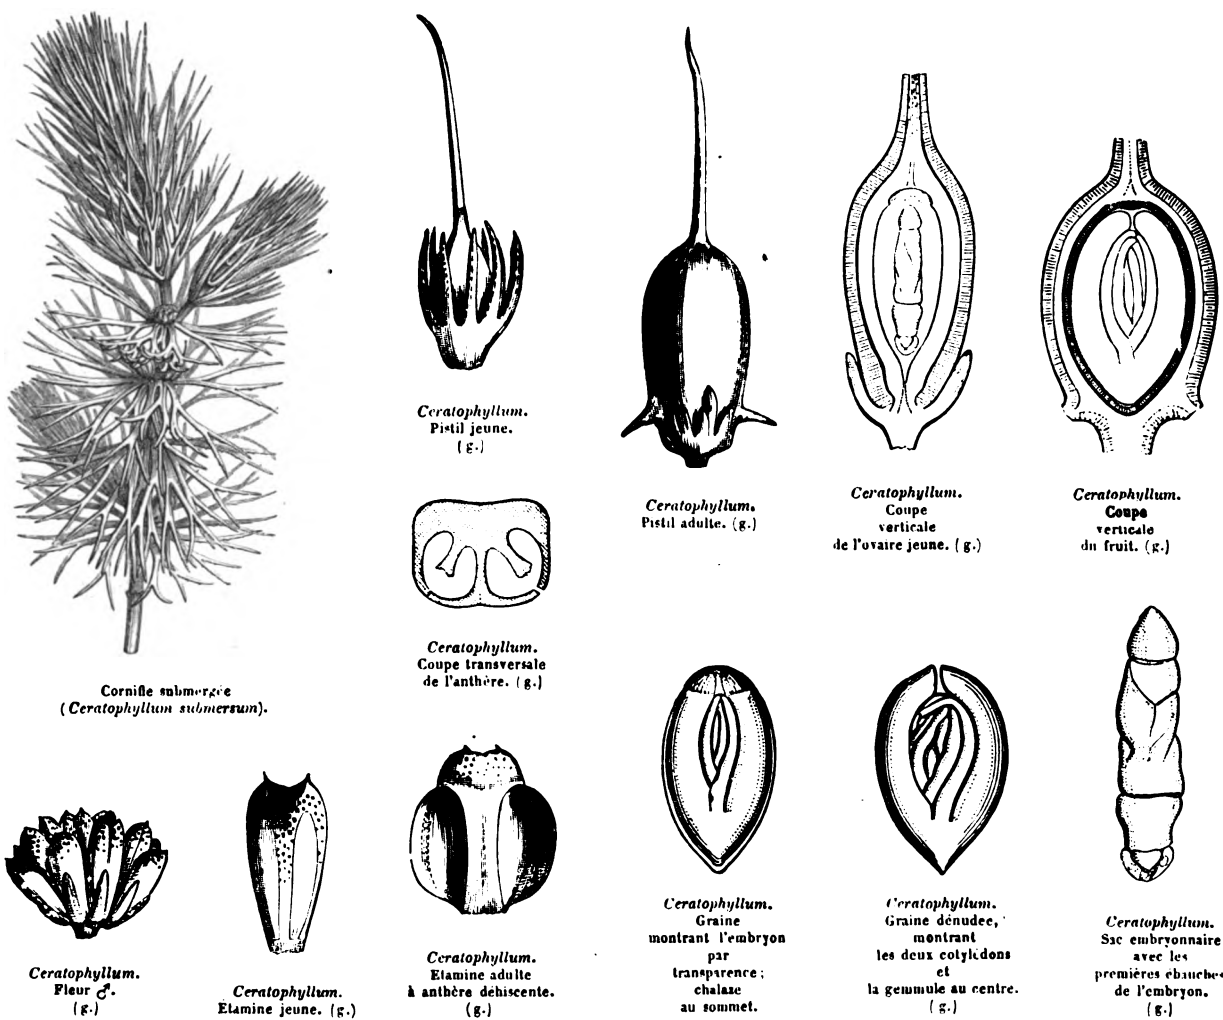 Ceratophyllum.
Pistil jeune.
(g.)
Ceratophyllum.
Pistil adulte. (g.)
Ceratophyllum.
Coupe
verticale
de l'ovaire jeune. (g.)
Ceratophyllum.
Coupe
verticale
du fruit. (g.)
Cornifle submergée
(Ceratophyllum submersum).
Ceratophyllum.
Coupe transversale
de l'anthère. (g.)
Ceratophyllum.
Fleur ♂.
(g.)
Ceratophyllum.
Etamine jeune. (g.)
Ceratophyllum.
Etamine adulte
à anthère déhiscente.
(g.)
Ceratophyllum.
Graine
montrant l'embryon
par
transparence;
chalaze
au sommet.
Ceratophyllum.
Graine dénudée,
montrant
les deux cotylédons
et
la gemmule au centre.
(g.)
Ceratophyllum.
Sac embryonnaire
avec les
premières ébauches
de l'embryon.
(g.)